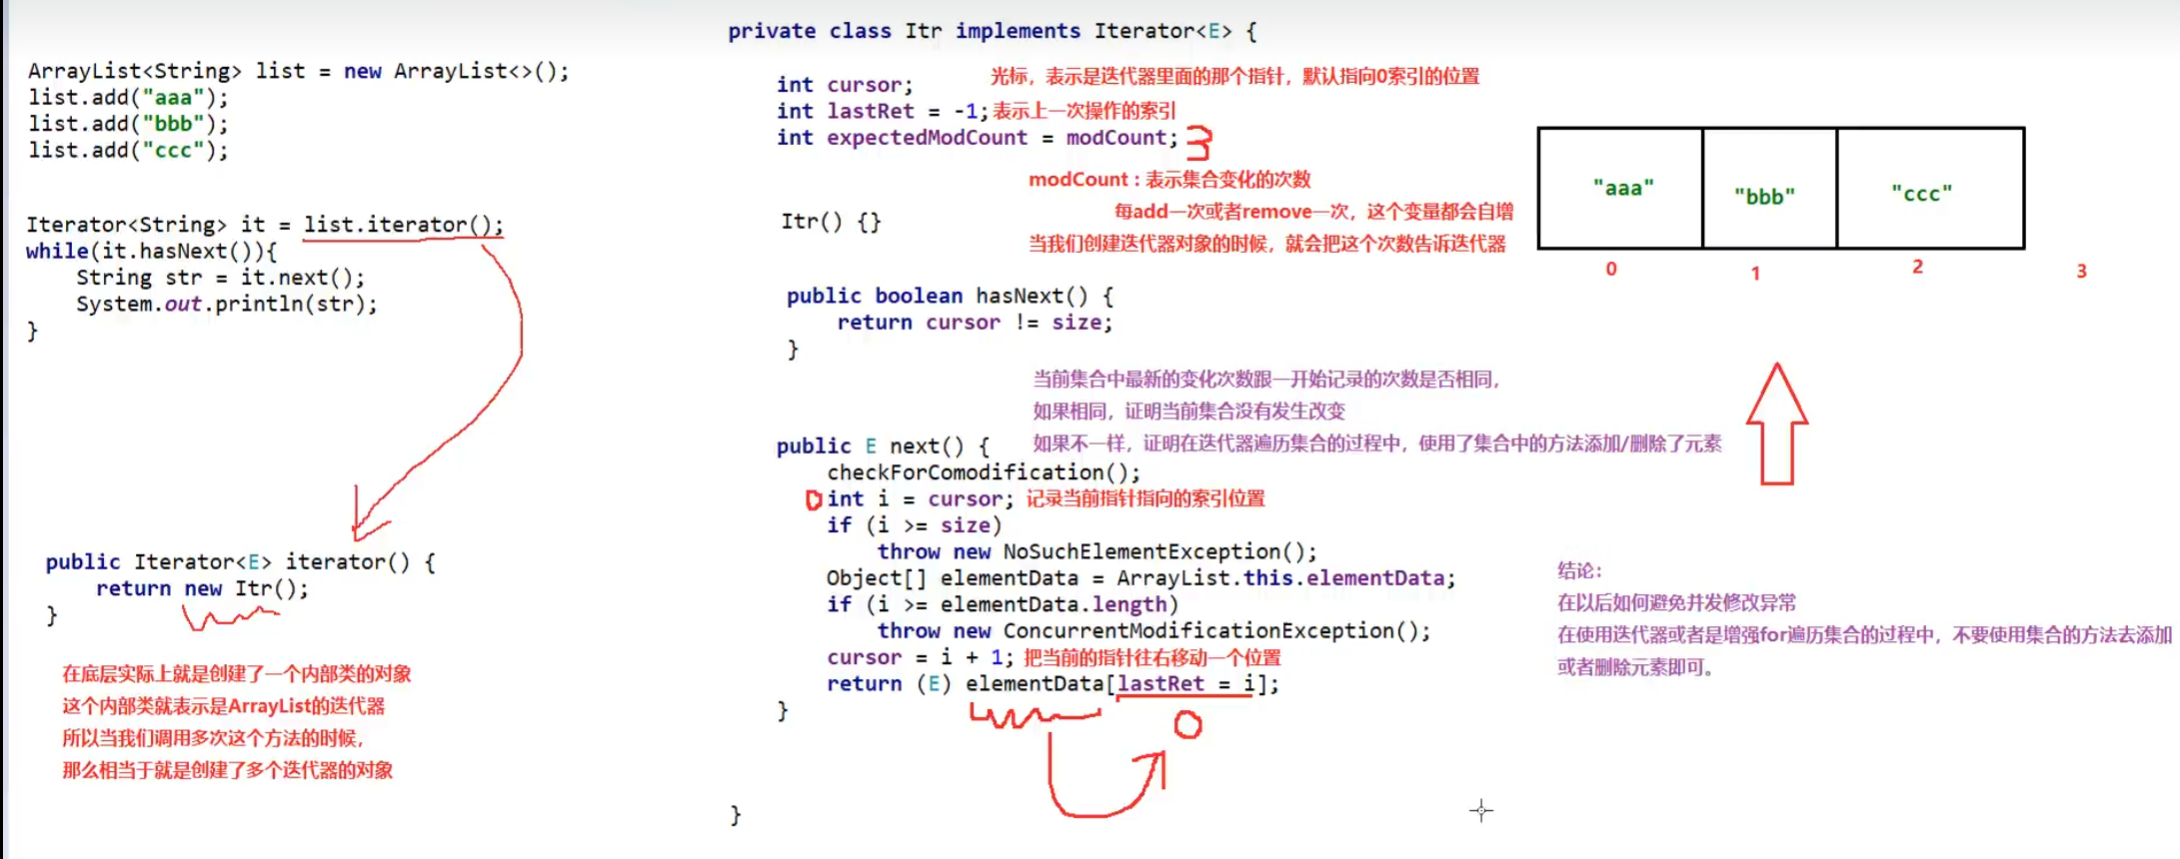 ArrayList<String> list = new ArrayList<>();
list.add("aaa");
list.add("bbb");
list.add("ccc");
Iterator<String> it = list.iterator();
while(it.hasNext()){
    String str = it.next();
    System.out.println(str);
}
public Iterator<E> iterator() {
    return new Itr();
}
在底层实际上就是创建了一个内部类的对象
这个内部类就表示是ArrayList的迭代器
所以当我们调用多次这个方法的时候，
那么相当于就是创建了多个迭代器的对象
private class Itr implements Iterator<E> {
int cursor; 光标，表示是迭代器里面的那个指针，默认指向0索引的位置
int lastRet = -1; 表示上一次操作的索引
int expectedModCount = modCount; 3
modCount : 表示集合变化的次数
每add一次或者remove一次，这个变量都会自增
Itr() {}
当我们创建迭代器对象的时候，就会把这个次数告诉迭代器
public boolean hasNext() {
    return cursor != size;
}
当前集合中最新的变化次数跟一开始记录的次数是否相同，
如果相同，证明当前集合没有发生改变
如果不一样，证明在迭代器遍历集合的过程中，使用了集合中的方法添加/删除了元素
public E next() {
    checkForComodification();
0 int i = cursor; 记录当前指针指向的索引位置
    if (i >= size)
        throw new NoSuchElementException();
    Object[] elementData = ArrayList.this.elementData;
    if (i >= elementData.length)
        throw new ConcurrentModificationException();
    cursor = i + 1; 把当前的指针往右移动一个位置
    return (E) elementData[lastRet = i];
}
0
}
"aaa" "bbb" "ccc"
0 1 2 3
结论：
在以后如何避免并发修改异常
在使用迭代器或者是增强for遍历集合的过程中，不要使用集合的方法去添加
或者删除元素即可。